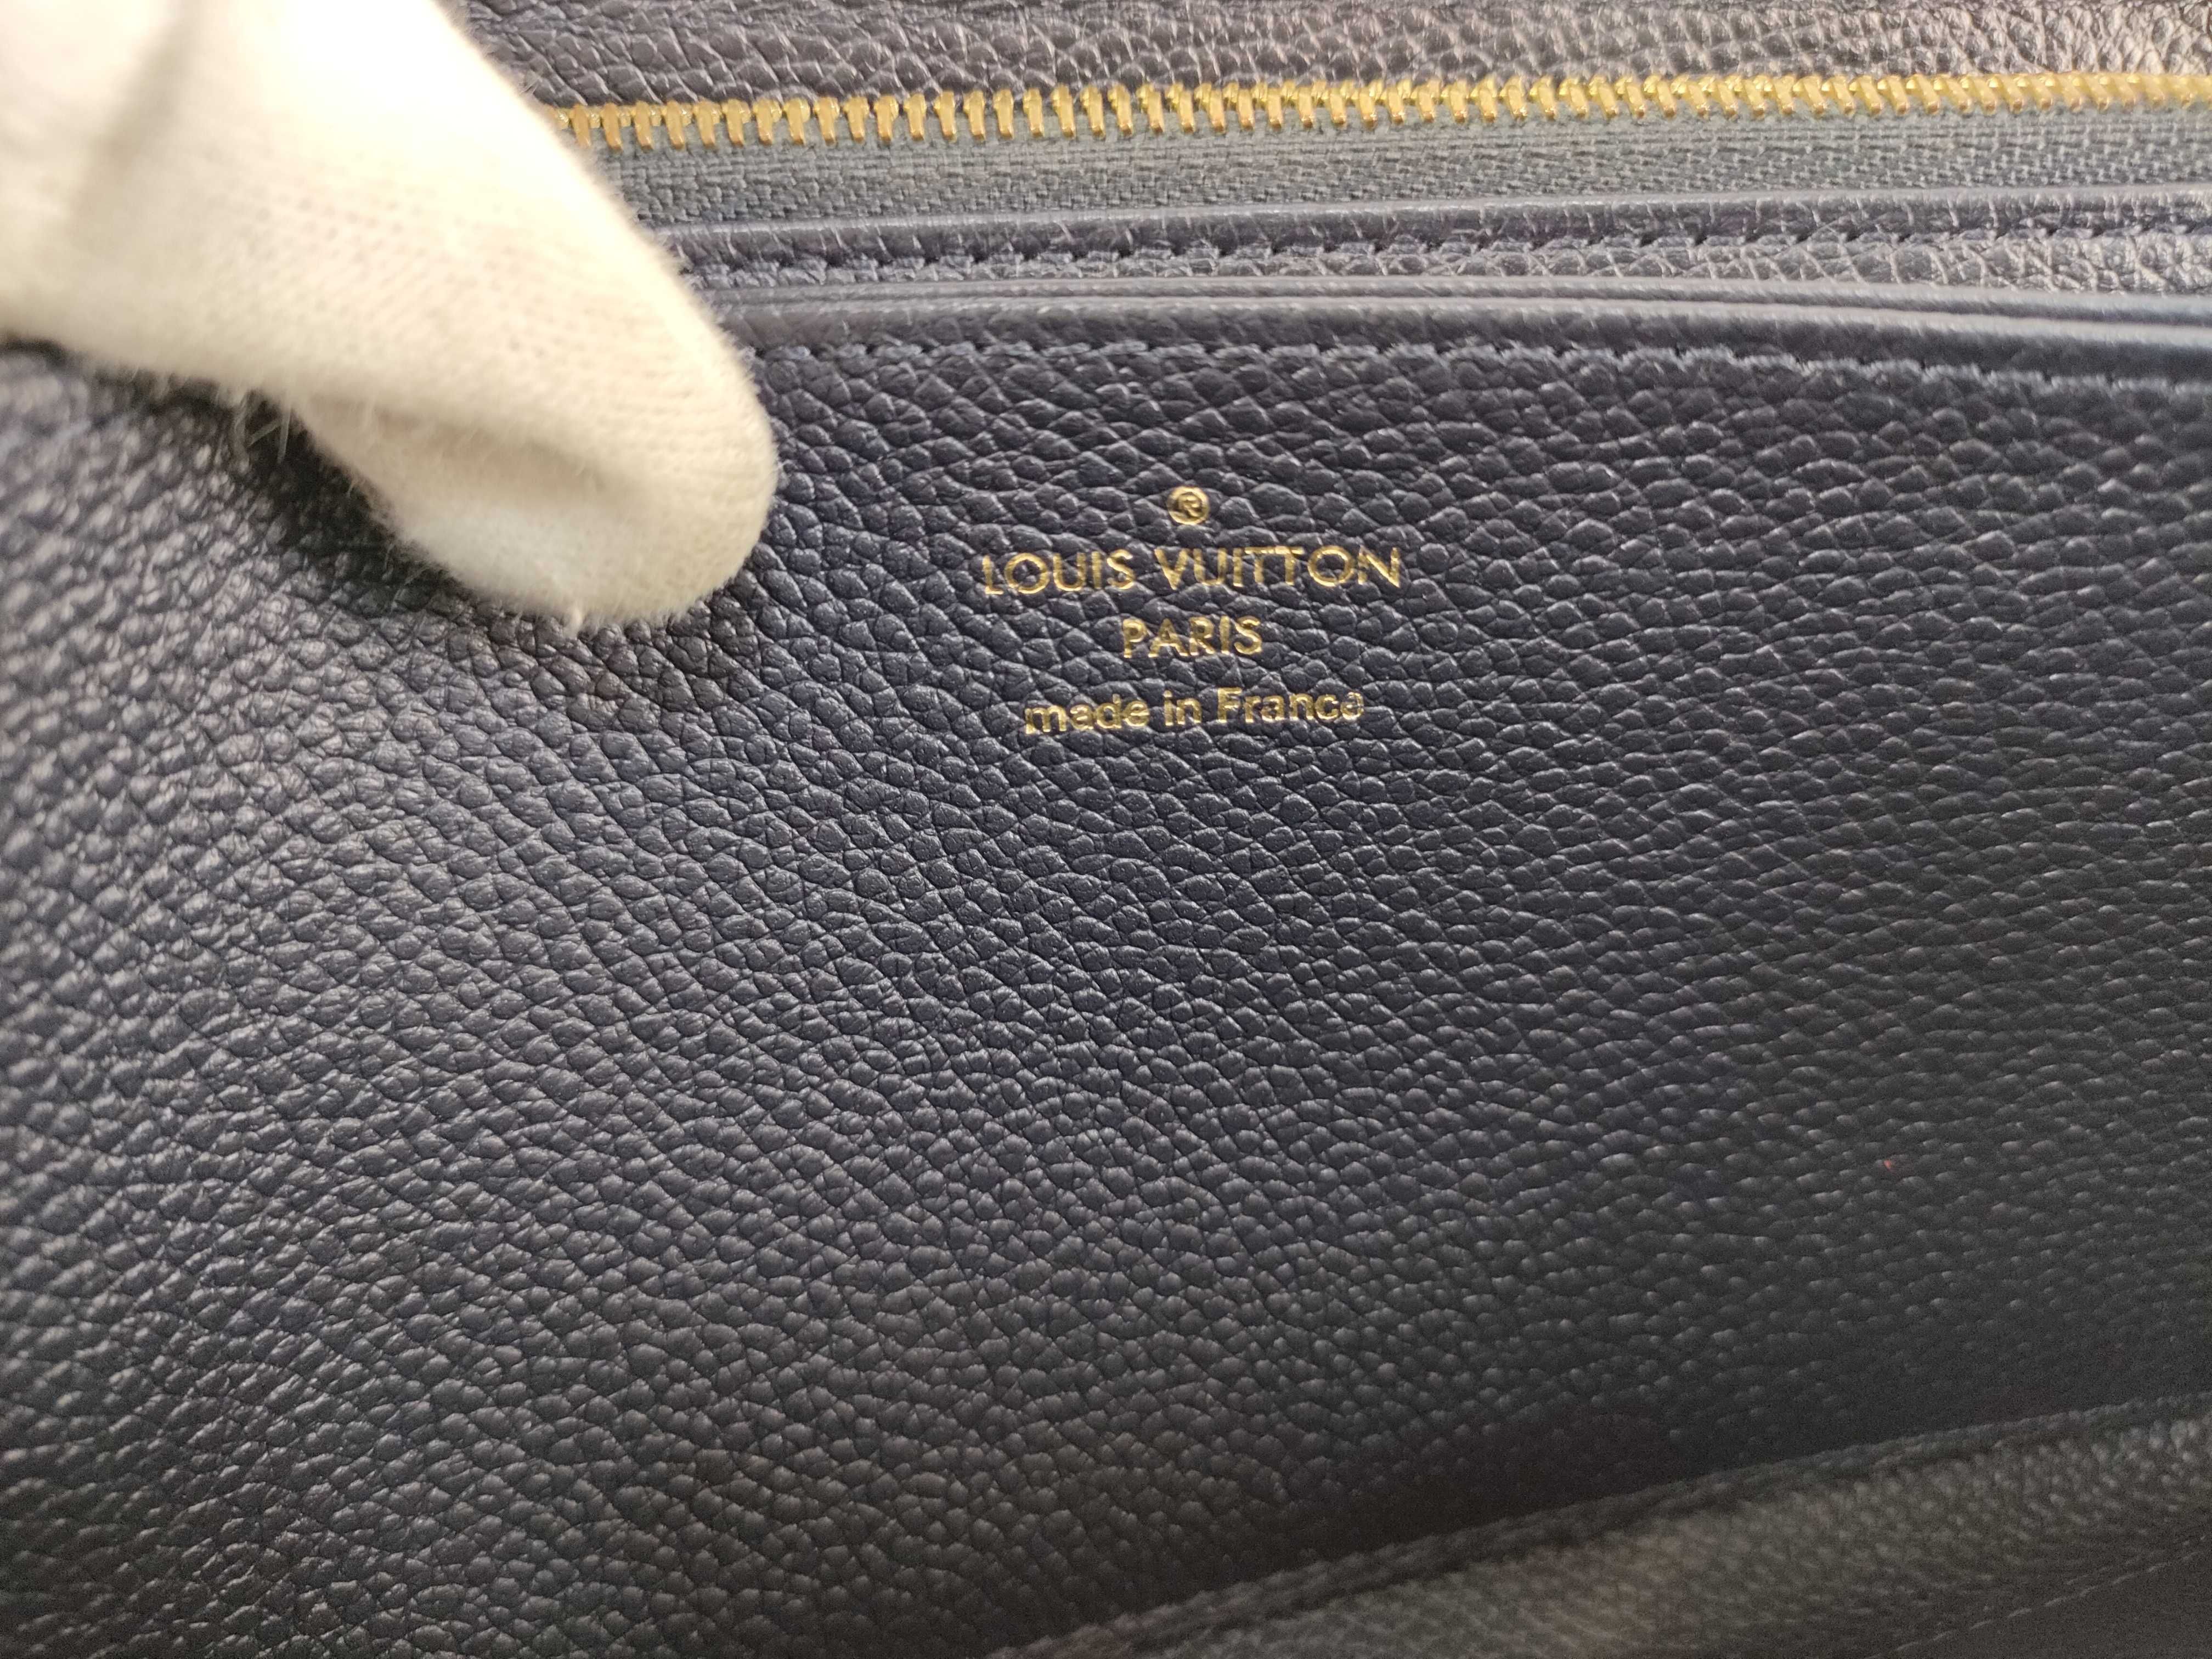 ®
LOUIS VUITTON
PARIS
made in France